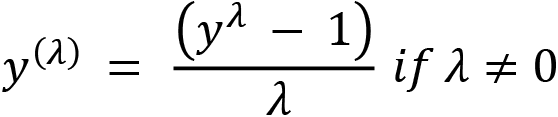 y^(λ) = (y^λ − 1)/λ if λ ≠ 0